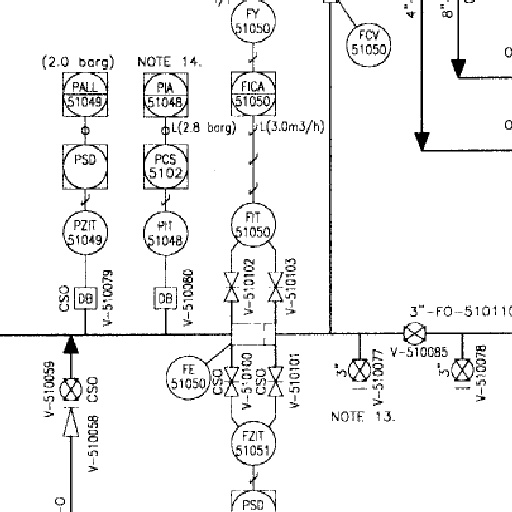 FY
51050
4"
8"
FCV
51050
(2.0 barg)
NOTE 14.
PALL
51049
PIA
51048
FICA
51050
L(2.8 barg)
L(3.0m3/h)
PSD
PCS
5102
PZIT
51049
PIT
51048
FIT
51050
CSO
DB
V-510079
DB
V-510080
V-510102
V-510103
3"-FO-510110
V-510085
V-510059
CSO
V-510058
FE
51050
CSO
V-510100
CSO
V-510101
3"
V-510077
3"
V-510078
NOTE 13.
FZIT
51051
PSD